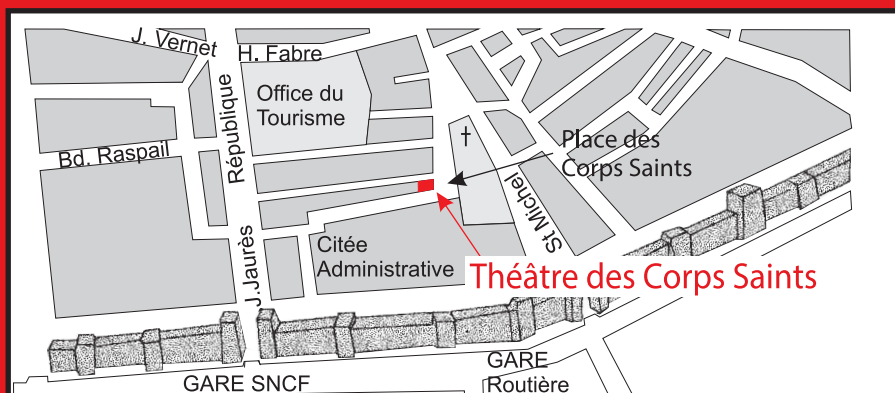 J. Vernet
H. Fabre
République
Office du
Tourisme
Bd. Raspail
Place des
Corps Saints
St Michel
J.Jaurès
Citée
Administrative
Théâtre des Corps Saints
GARE SNCF
GARE
Routière